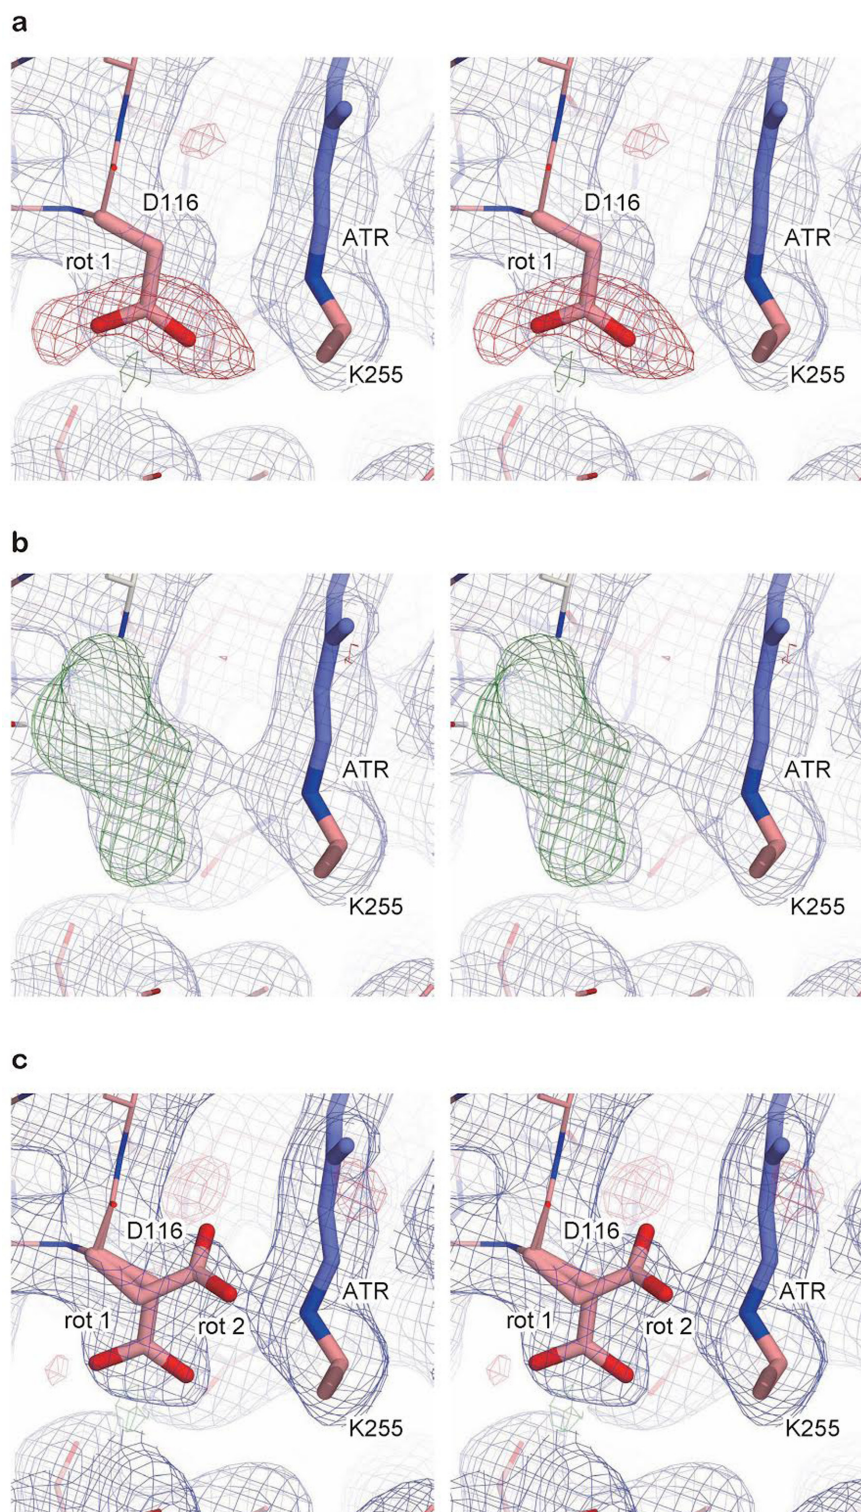 a
D116 D116
ATR ATR
rot 1 rot 1
K255 K255
b
ATR ATR
K255 K255
c
D116 D116
ATR ATR
rot 1 rot 2 rot 1 rot 2
K255 K255